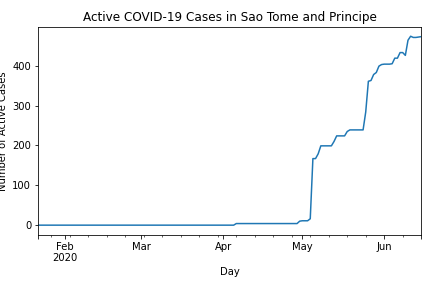 Active COVID-19 Cases in Sao Tome and Principe
Number of Active Cases
400
300
200
100
0
Feb
2020
Mar
Apr
May
Jun
Day